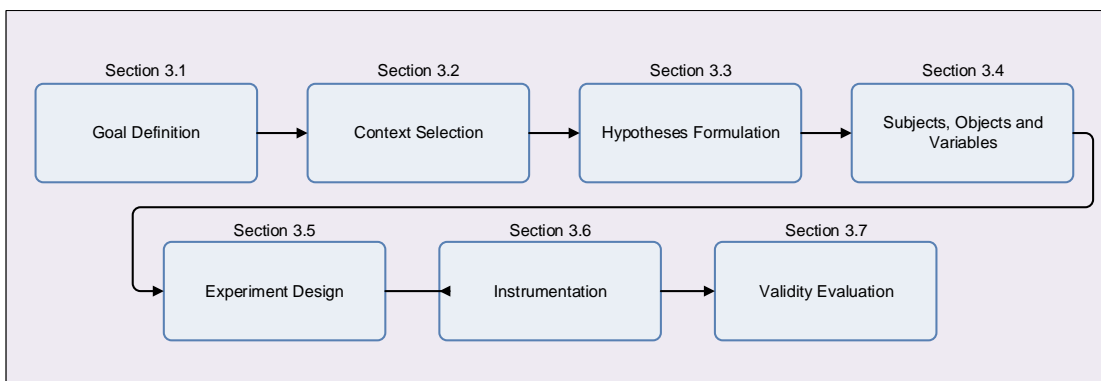 Section 3.1
Goal Definition
Section 3.2
Context Selection
Section 3.3
Hypotheses Formulation
Section 3.4
Subjects, Objects and
Variables
Section 3.5
Experiment Design
Section 3.6
Instrumentation
Section 3.7
Validity Evaluation